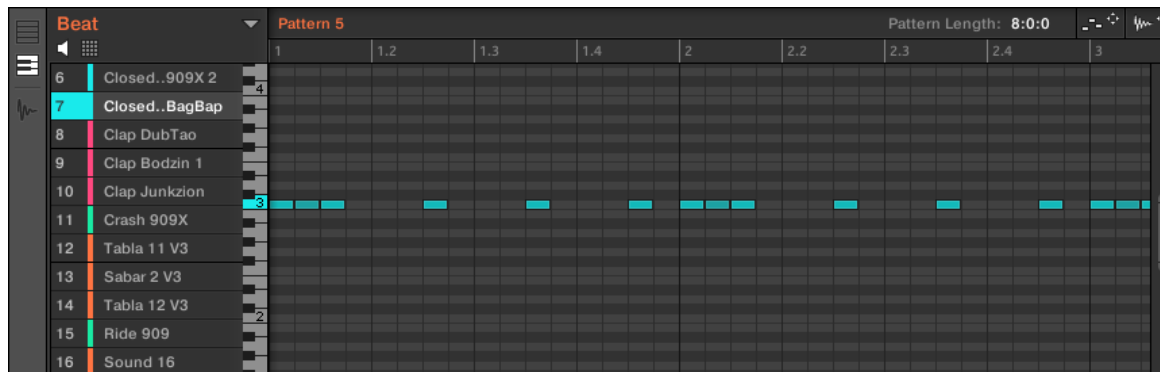 Beat Pattern 5 Pattern Length: 8:0:0
1 1.2 1.3 1.4 2 2.2 2.3 2.4 3
6 Closed..909X 2
4
7 Closed..BagBap
8 Clap DubTao
9 Clap Bodzin 1
10 Clap Junkzion
3
11 Crash 909X
12 Tabla 11 V3
13 Sabar 2 V3
14 Tabla 12 V3
2
15 Ride 909
16 Sound 16